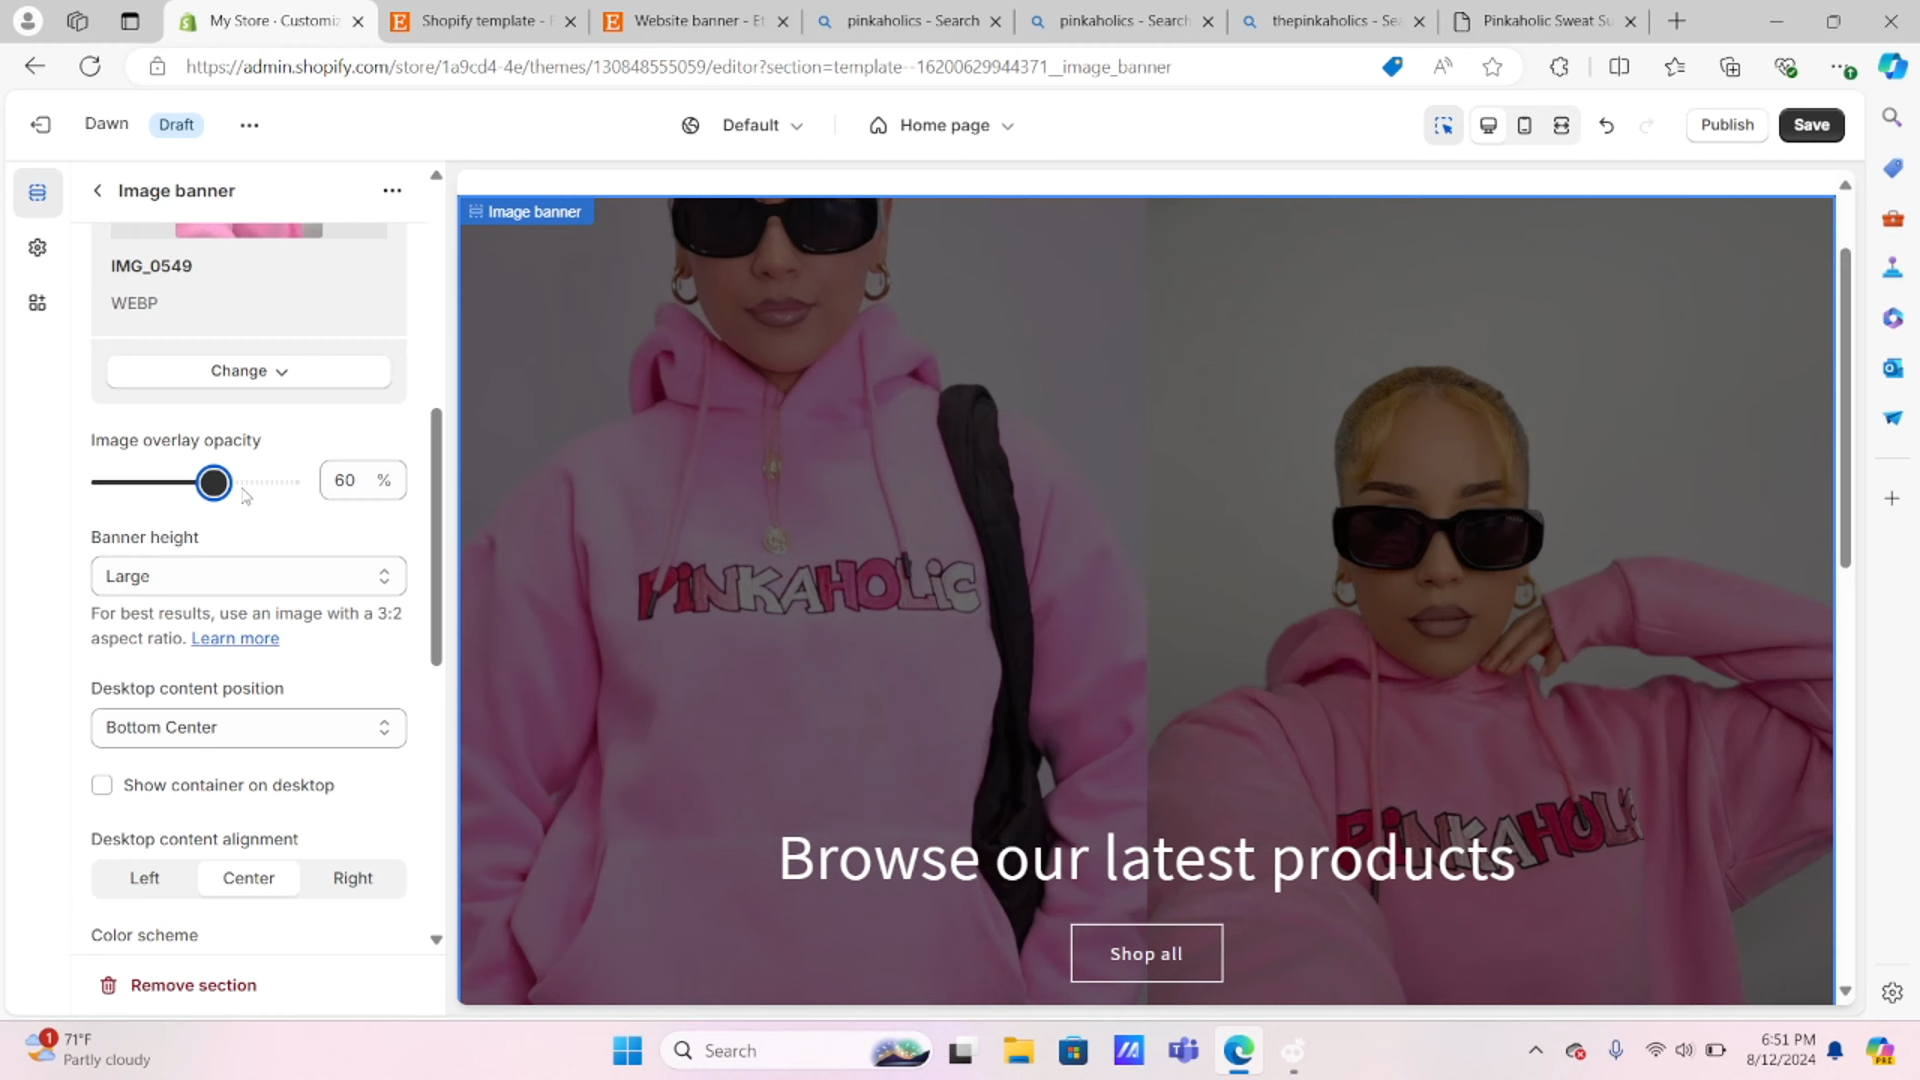 My Store · Customiz
Shopify template - E
Website banner - Et
pinkaholics - Search
pinkaholics - Search
thepinkaholics - Sea
Pinkaholic Sweat Su
https://admin.shopify.com/store/1a9cd4-4e/themes/130848555059/editor?section=template--16200629944371__image_banner
Dawn
Draft
Default
Home page
Publish
Save
Image banner
IMG_0549
WEBP
Change
Image overlay opacity
60 %
Banner height
Large
For best results, use an image with a 3:2
aspect ratio. Learn more
Desktop content position
Bottom Center
Show container on desktop
Desktop content alignment
Left
Center
Right
Color scheme
Remove section
Image banner
PINKAHOLIC
PINKAHOLIC
Browse our latest products
Shop all
1
71°F
Partly cloudy
Search
6:51 PM
8/12/2024
PRE